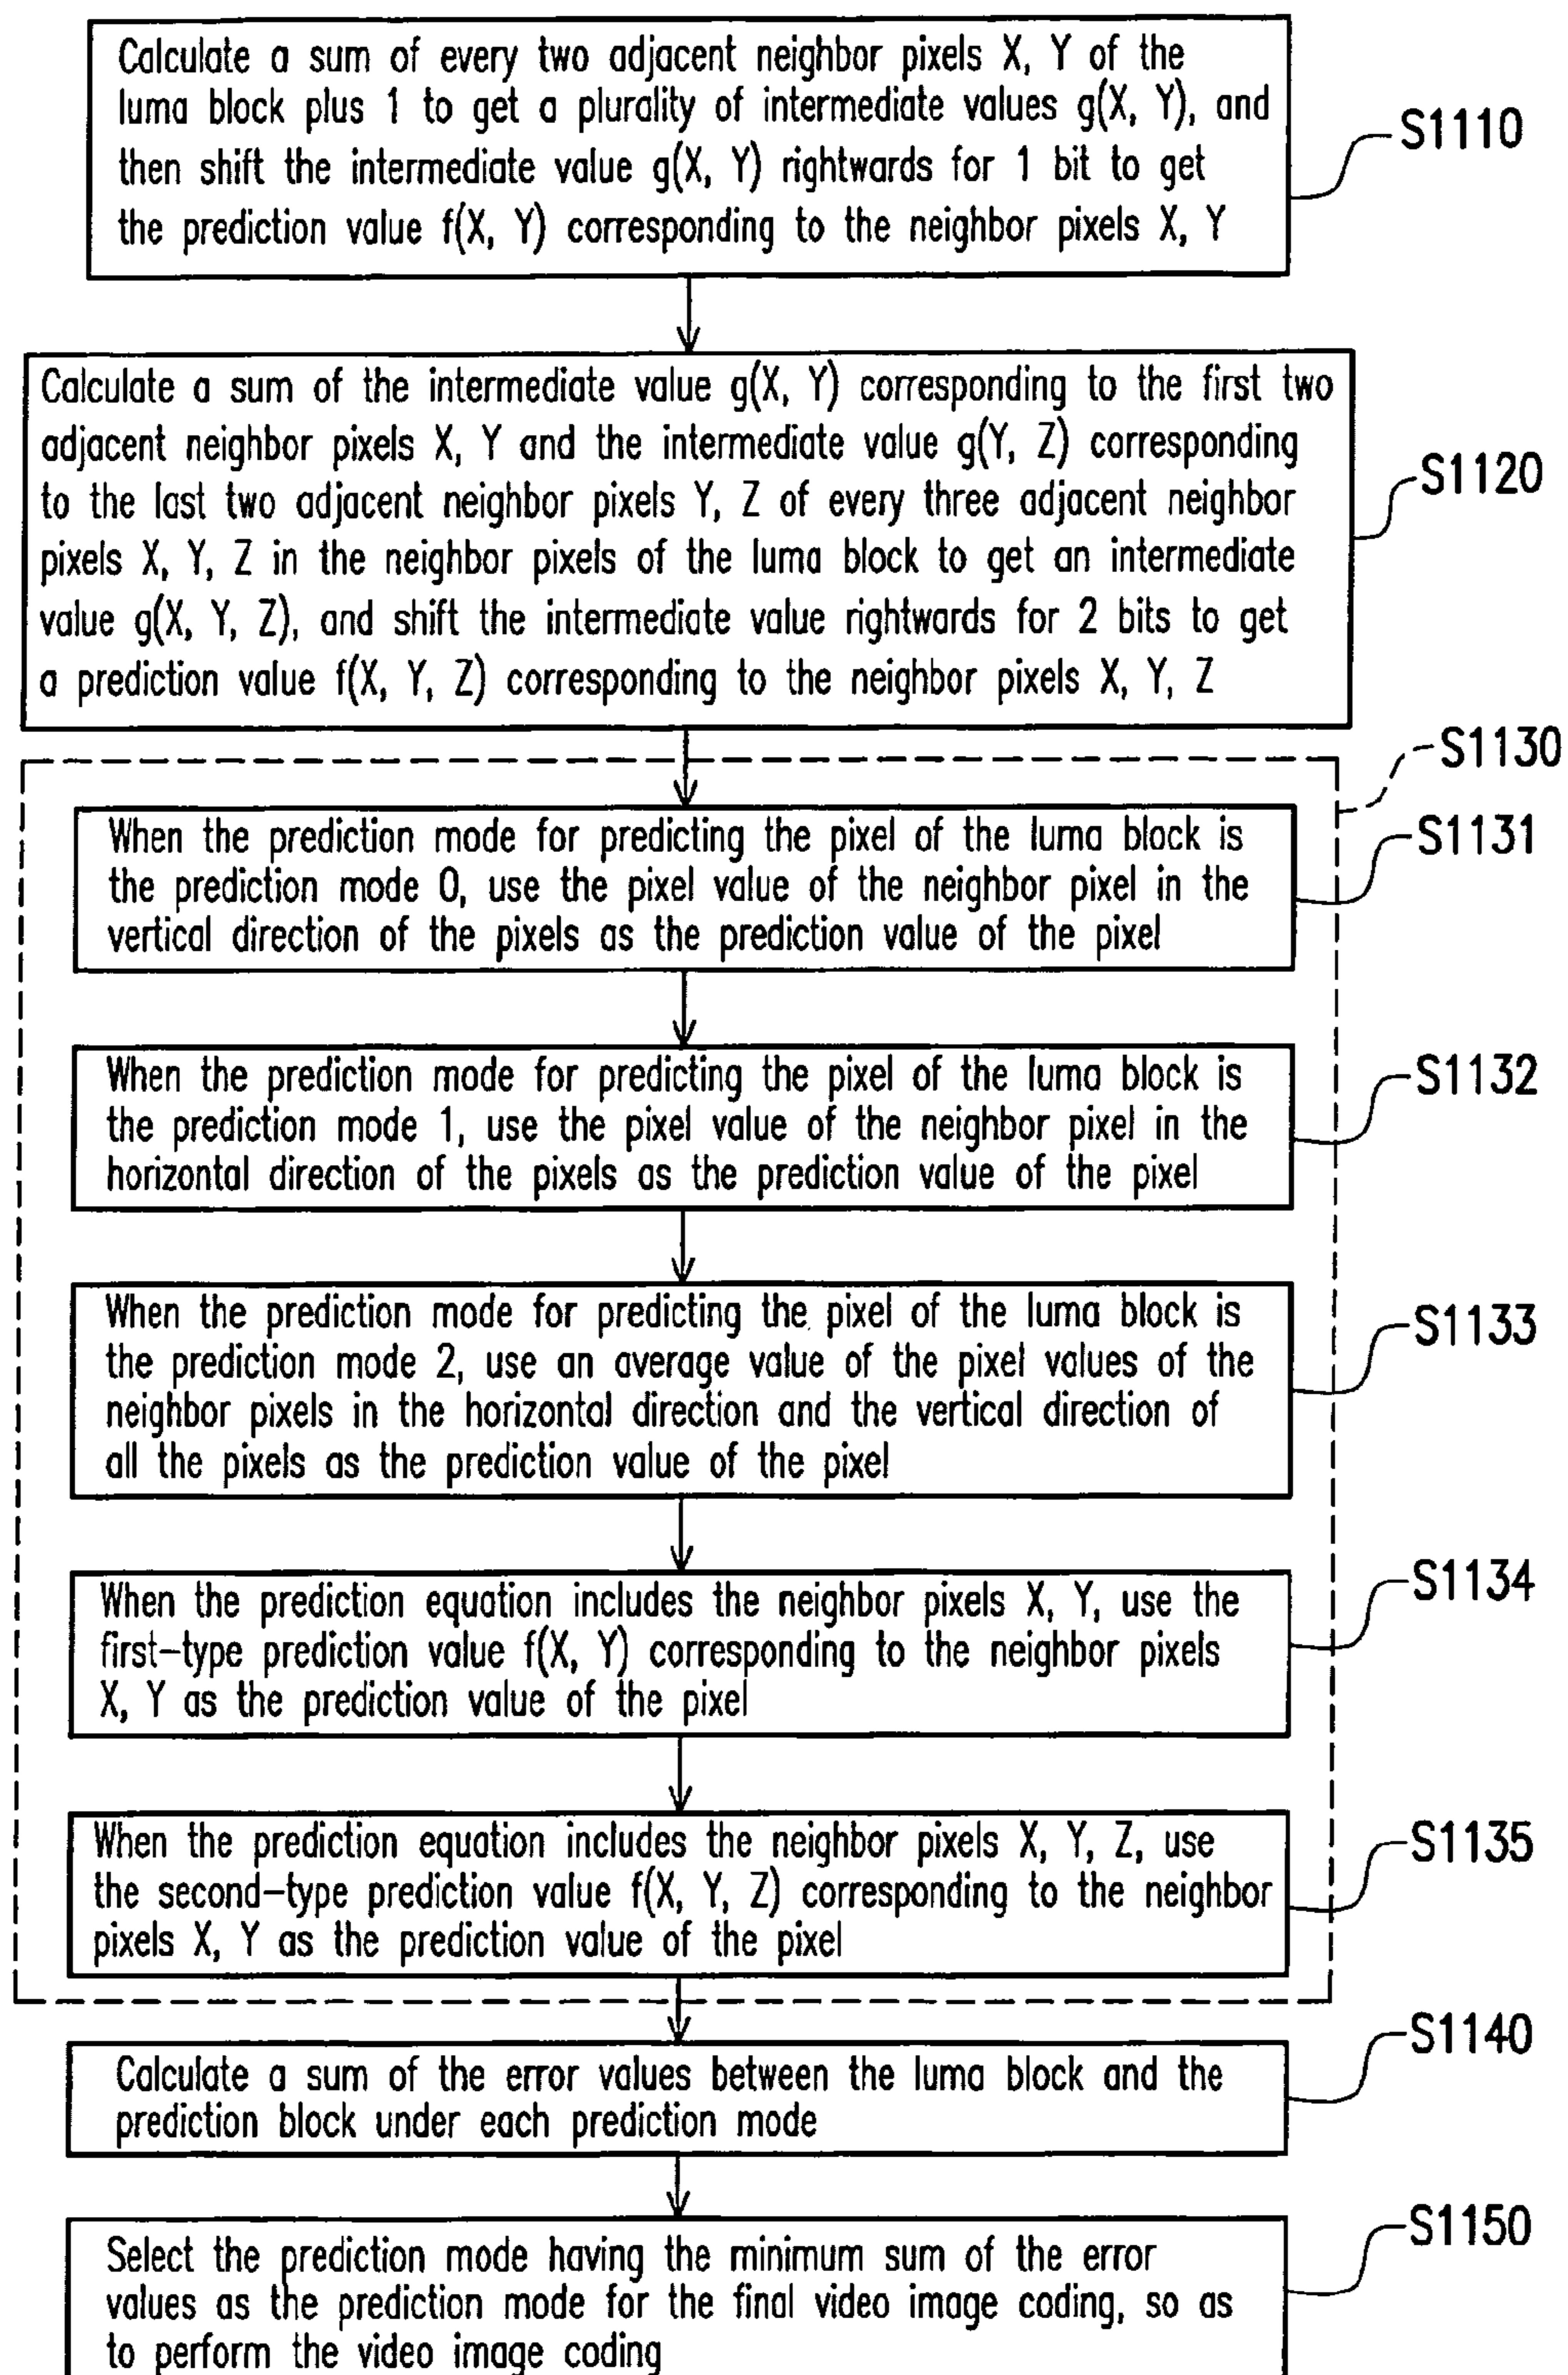 Calculate a sum of every two adjacent neighbor pixels X, Y of the
luma block plus 1 to get a plurality of intermediate values g(X, Y), and
then shift the intermediate value g(X, Y) rightwards for 1 bit to get
the prediction value f(X, Y) corresponding to the neighbor pixels X, Y
S1110
Calculate a sum of the intermediate value g(X, Y) corresponding to the first two
adjacent neighbor pixels X, Y and the intermediate value g(Y, Z) corresponding
to the last two adjacent neighbor pixels Y, Z of every three adjacent neighbor
pixels X, Y, Z in the neighbor pixels of the luma block to get an intermediate
value g(X, Y, Z), and shift the intermediate value rightwards for 2 bits to get
a prediction value f(X, Y, Z) corresponding to the neighbor pixels X, Y, Z
S1120
S1130
When the prediction mode for predicting the pixel of the luma block is
the prediction mode 0, use the pixel value of the neighbor pixel in the
vertical direction of the pixels as the prediction value of the pixel
S1131
When the prediction mode for predicting the pixel of the luma block is
the prediction mode 1, use the pixel value of the neighbor pixel in the
horizontal direction of the pixels as the prediction value of the pixel
S1132
When the prediction mode for predicting the pixel of the luma block is
the prediction mode 2, use an average value of the pixel values of the
neighbor pixels in the horizontal direction and the vertical direction of
all the pixels as the prediction value of the pixel
S1133
When the prediction equation includes the neighbor pixels X, Y, use the
first-type prediction value f(X, Y) corresponding to the neighbor pixels
X, Y as the prediction value of the pixel
S1134
When the prediction equation includes the neighbor pixels X, Y, Z, use
the second-type prediction value f(X, Y, Z) corresponding to the neighbor
pixels X, Y as the prediction value of the pixel
S1135
Calculate a sum of the error values between the luma block and the
prediction block under each prediction mode
S1140
Select the prediction mode having the minimum sum of the error
values as the prediction mode for the final video image coding, so as
to perform the video image coding
S1150